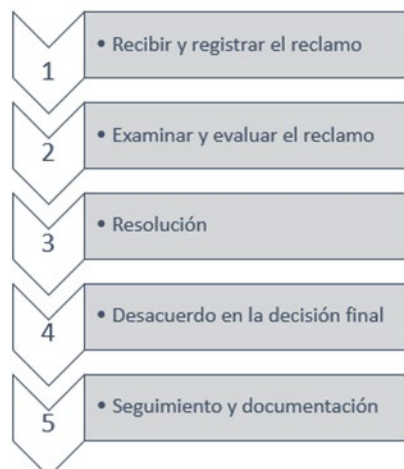 1
• Recibir y registrar el reclamo
2
• Examinar y evaluar el reclamo
3
• Resolución
4
• Desacuerdo en la decisión final
5
• Seguimiento y documentación